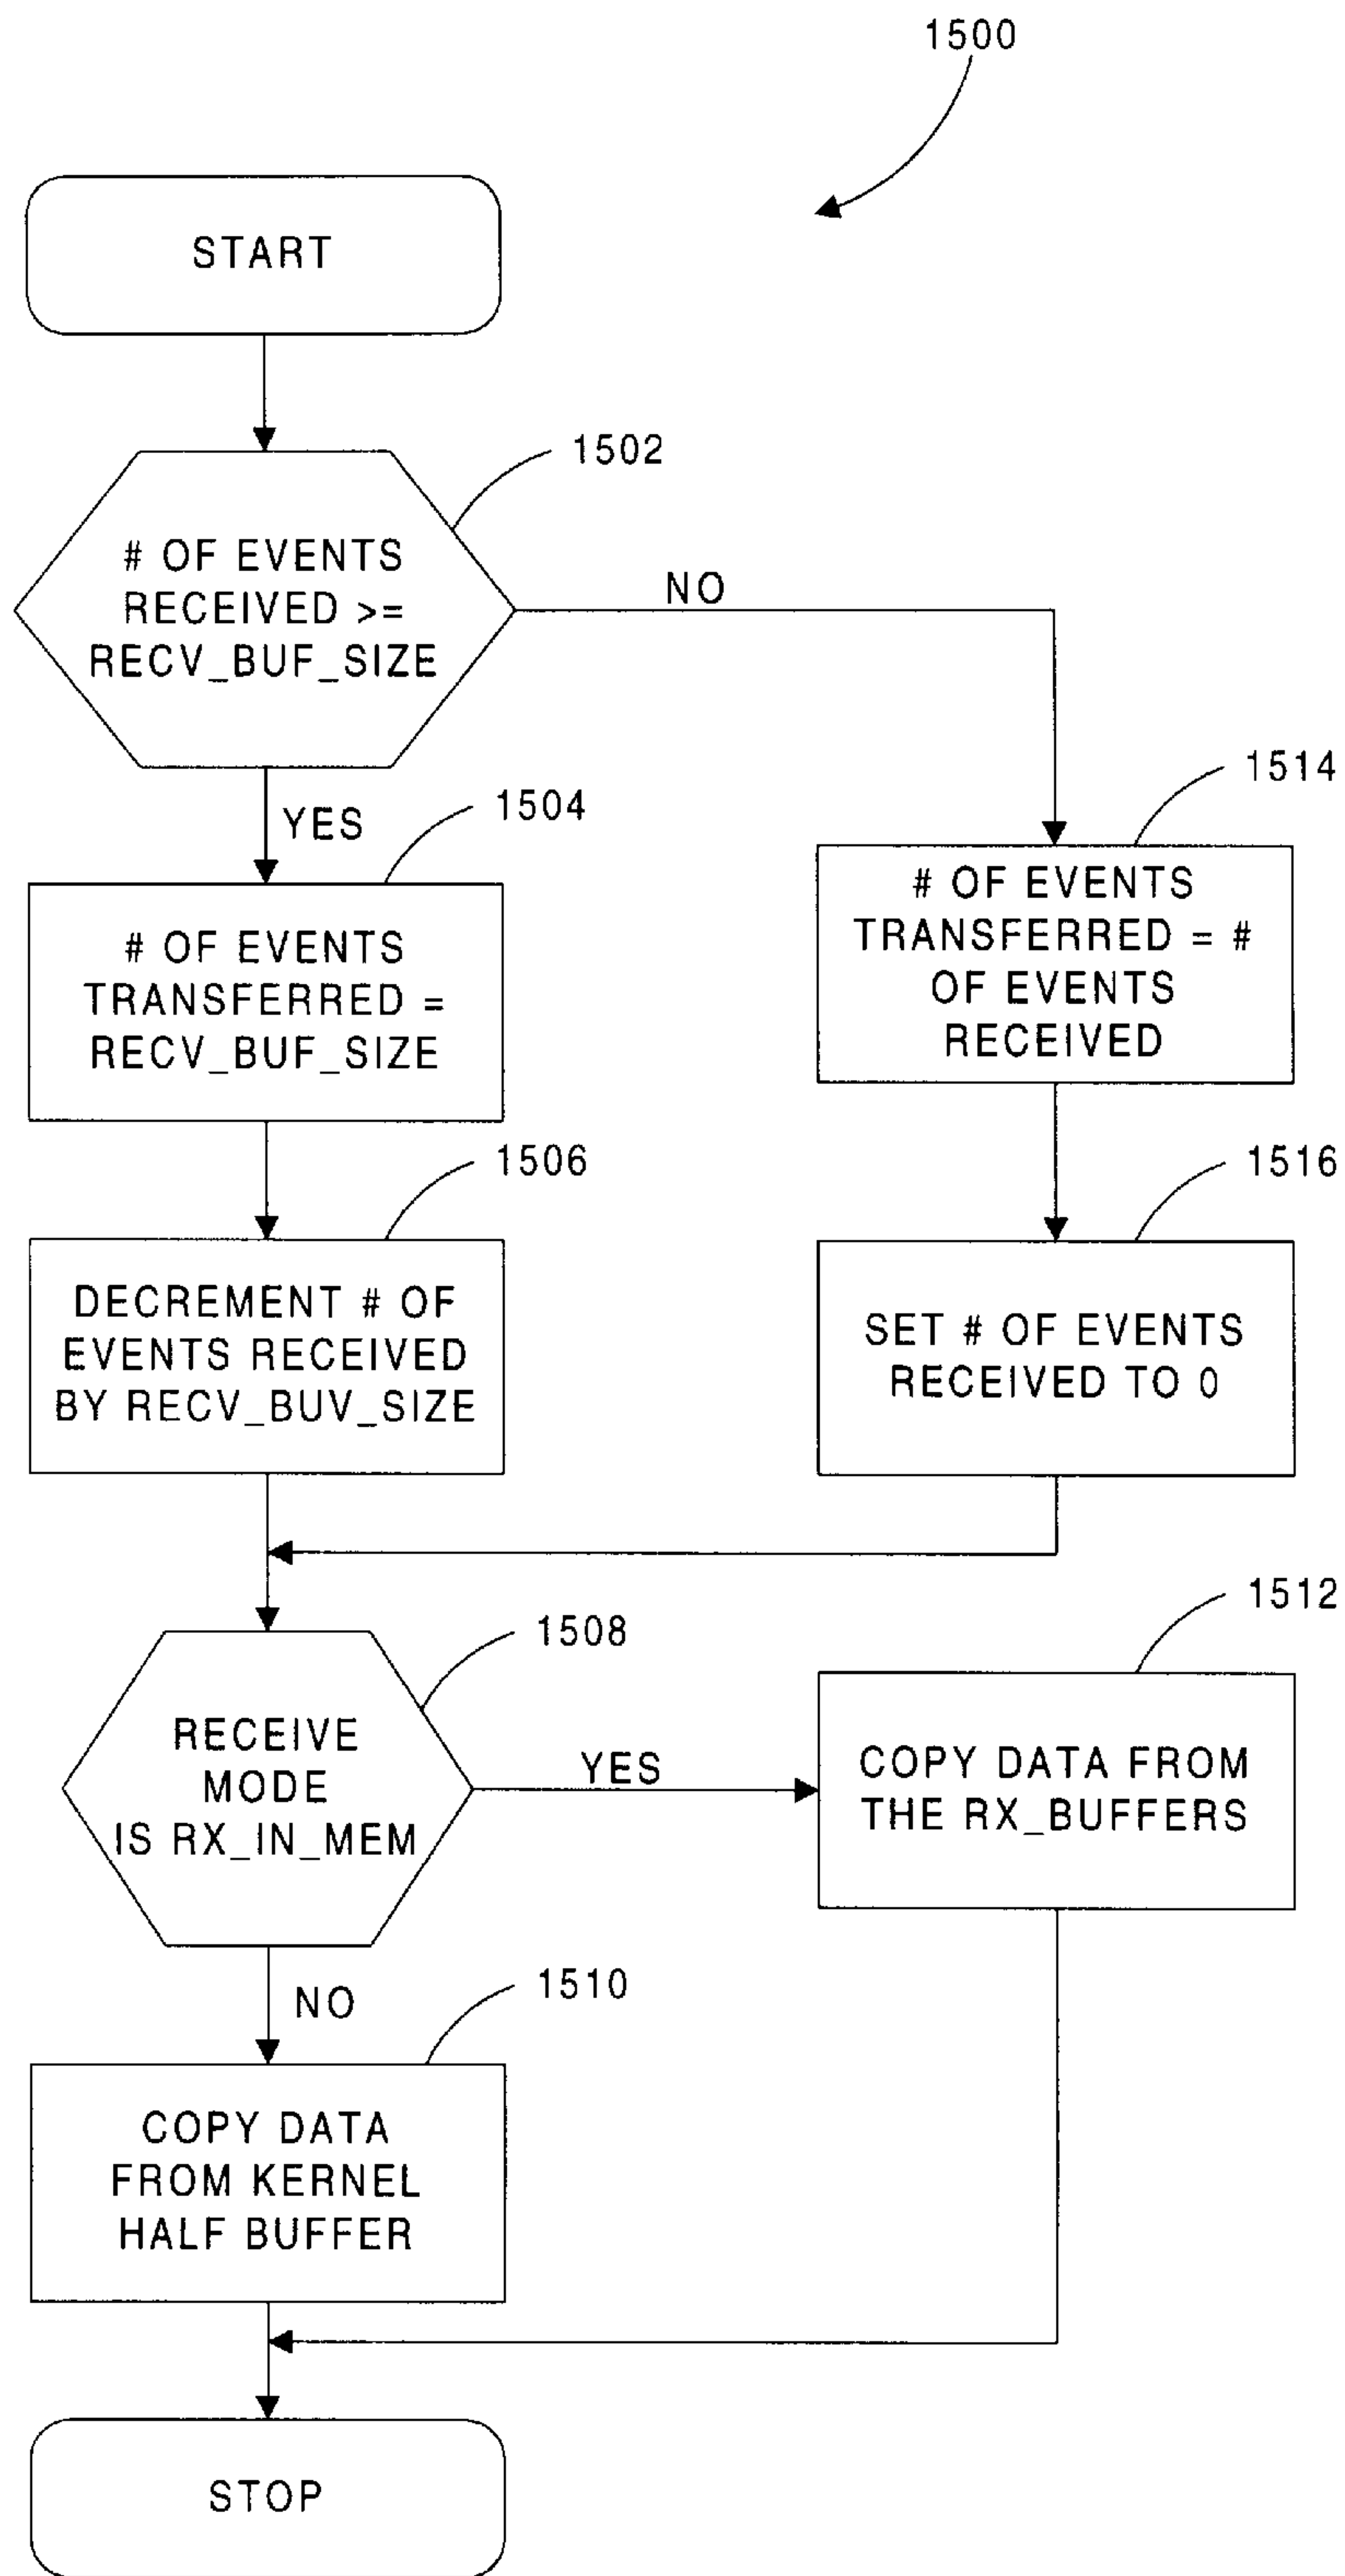 1500
START
1502
# OF EVENTS
RECEIVED >=
RECV_BUF_SIZE
NO
YES
1504
1514
# OF EVENTS
TRANSFERRED =
RECV_BUF_SIZE
# OF EVENTS
TRANSFERRED = #
OF EVENTS
RECEIVED
1506
1516
DECREMENT # OF
EVENTS RECEIVED
BY RECV_BUV_SIZE
SET # OF EVENTS
RECEIVED TO 0
1508
1512
RECEIVE
MODE
IS RX_IN_MEM
YES
COPY DATA FROM
THE RX_BUFFERS
NO
1510
COPY DATA
FROM KERNEL
HALF BUFFER
STOP